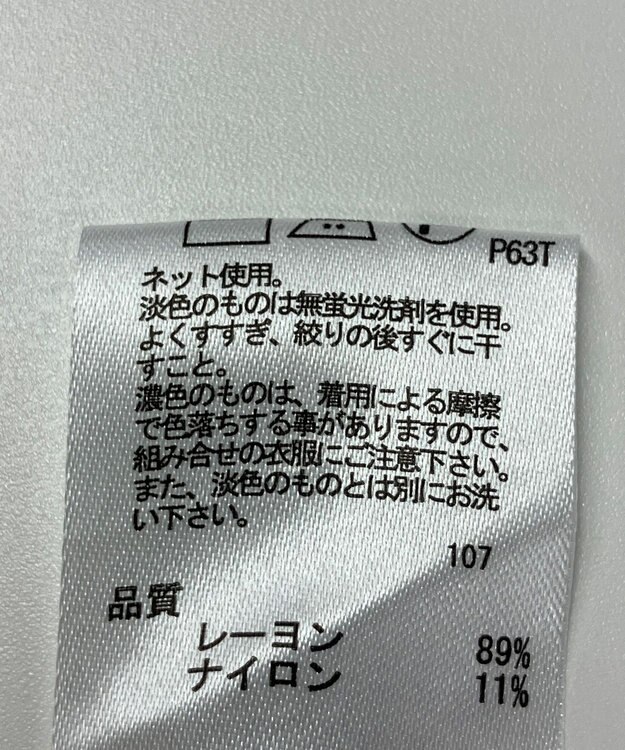 P63T
ネット使用。
淡色のものは無蛍光洗剤を使用。
よくすすぎ、絞りの後すぐに干
すこと。
濃色のものは、着用による摩擦
で色落ちする事がありますので、
組み合せの衣服にご注意下さい。
また、淡色のものとは別にお洗
い下さい。
107
品質
レーヨン 89%
ナイロン 11%